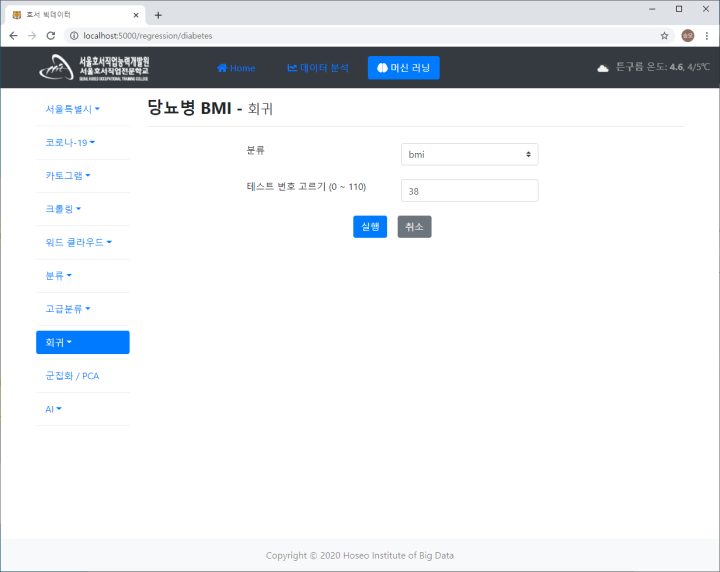 호서 빅데이터
localhost:5000/regression/diabetes
서울호서직업능력개발원
서울호서직업전문학교
SEOUL HOSEO OCCUPATIONAL TRAINING COLLEGE
Home
데이터 분석
머신 러닝
튼구름 온도: 4.6, 4/5℃
서울특별시
코로나-19
카토그램
크롤링
워드 클라우드
분류
고급분류
회귀
군집화 / PCA
AI
당뇨병 BMI - 회귀
분류
bmi
테스트 번호 고르기 (0 ~ 110)
38
실행
취소
Copyright © 2020 Hoseo Institute of Big Data